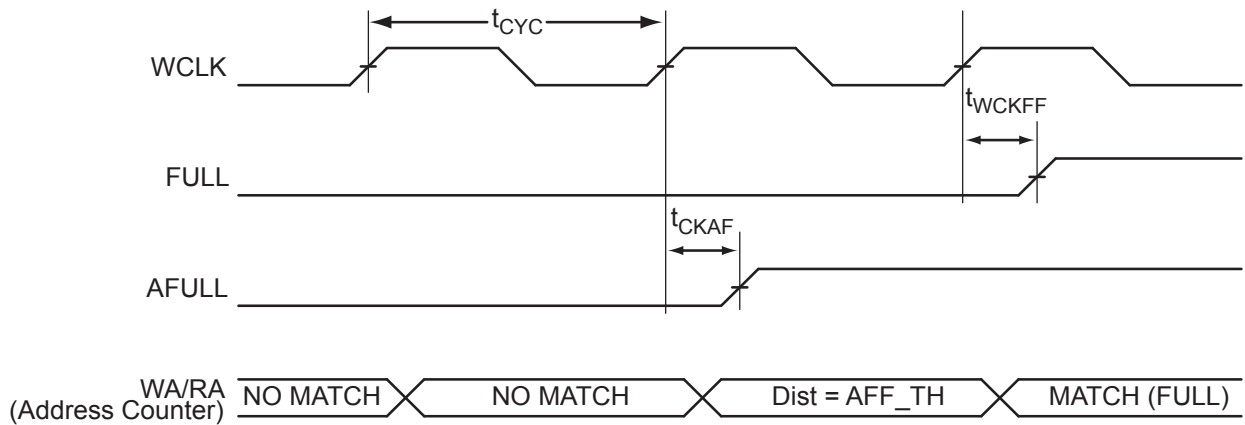 tCYC
WCLK
tWCKFF
FULL
tCKAF
AFULL
WA/RA
(Address Counter)
NO MATCH
NO MATCH
Dist = AFF_TH
MATCH (FULL)